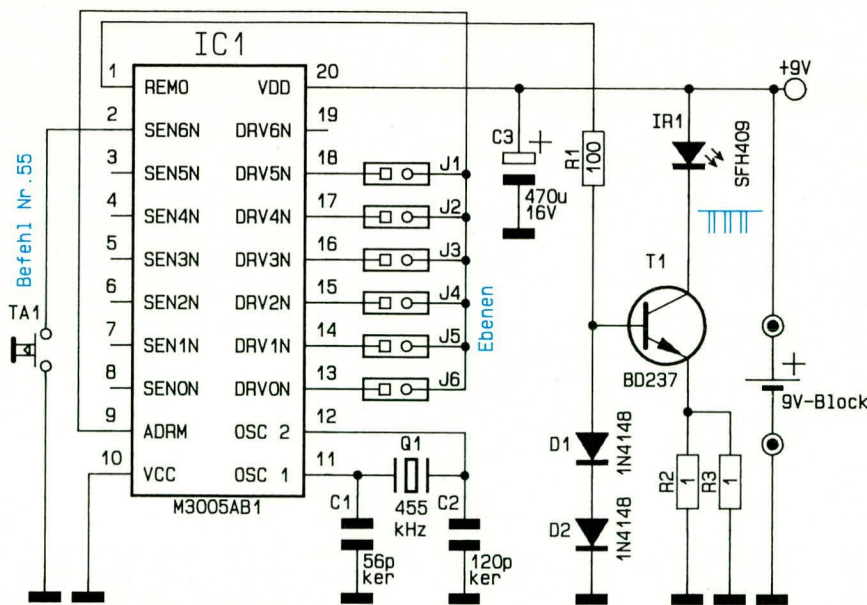 IC1
1 REMO VDD 20
2 SEN6N DRV6N 19
3 SEN5N DRV5N 18
4 SEN4N DRV4N 17
5 SEN3N DRV3N 16
6 SEN2N DRV2N 15
7 SEN1N DRV1N 14
8 SEN0N DRV0N 13
9 ADRM OSC 2 12
10 VCC OSC 1 11
M3005AB1
Befehl Nr.55
TA1
J1
J2
J3
J4
J5
J6
Ebenen
Q1
455
kHz
C1
56p
ker
C2
120p
ker
C3
+
470u
16V
R1
100
IR1
SFH409
+9V
T1
BD237
D1
1N4148
D2
1N4148
R2
1
R3
1
+
9V-Block